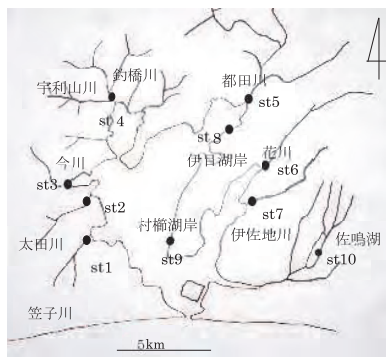 釣橋川
宇利山川
都田川
st5
st 4
st 8
伊目湖岸
花川
今川
st3
st6
st2
st7
村櫛湖岸
伊佐地川
佐鳴湖
太田川
st1
st9
st10
笠子川
5km